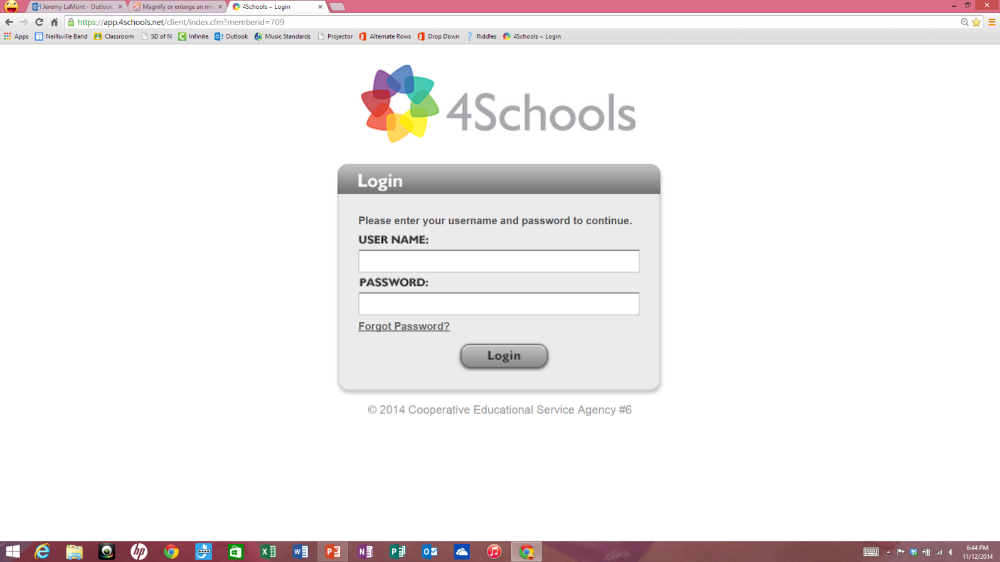 Jeremy LaMont - Outlook
Magnify or enlarge an im
4Schools ~ Login
https://app.4schools.net/client/index.cfm?memberid=709
Apps Neillsville Band Classroom SD of N Infinite Outlook Music Standards Projector Alternate Rows Drop Down Riddles 4Schools ~ Login
4Schools
Login
Please enter your username and password to continue.
USER NAME:
PASSWORD:
Forgot Password?
Login
© 2014 Cooperative Educational Service Agency #6
6:44 PM
11/12/2014